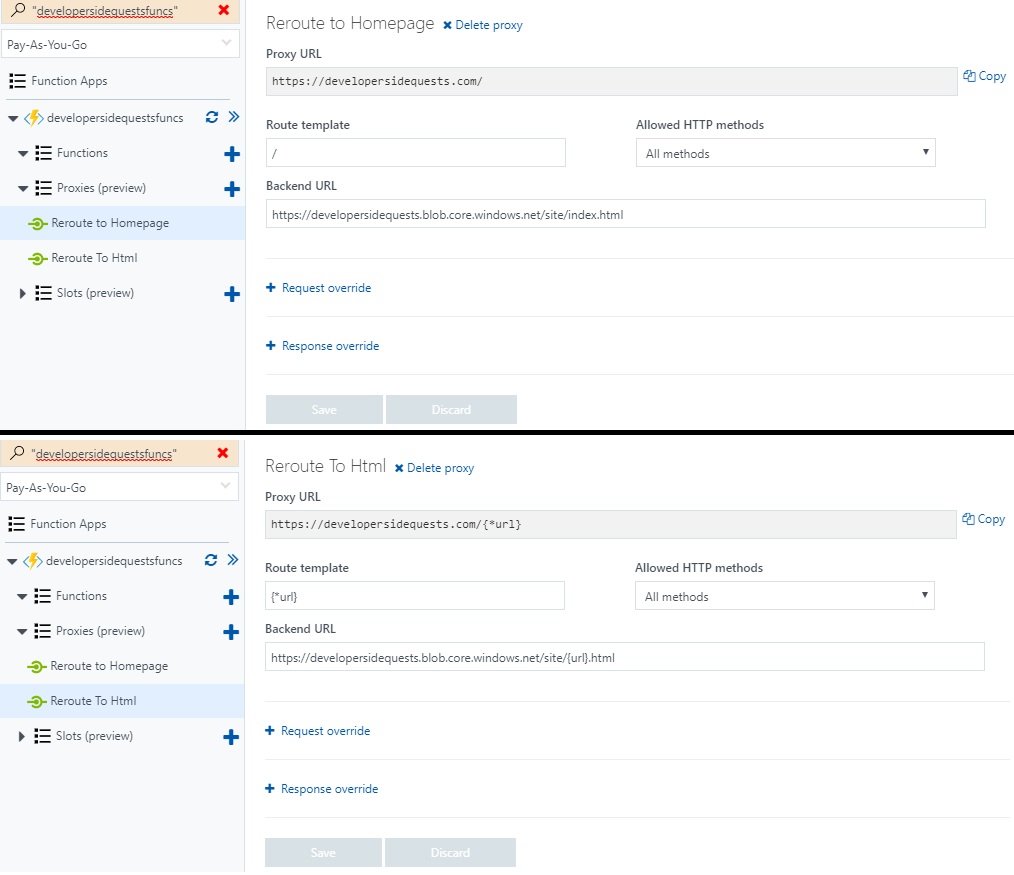 "developersidequestsfuncs"
Pay-As-You-Go
Function Apps
developersidequestsfuncs
Functions
Proxies (preview)
Reroute to Homepage
Reroute To Html
Slots (preview)
Reroute to Homepage Delete proxy
Proxy URL
https://developersidequests.com/
Copy
Route template Allowed HTTP methods
/ All methods
Backend URL
https://developersidequests.blob.core.windows.net/site/index.html
Request override
Response override
Save Discard
"developersidequestsfuncs"
Pay-As-You-Go
Function Apps
developersidequestsfuncs
Functions
Proxies (preview)
Reroute to Homepage
Reroute To Html
Slots (preview)
Reroute To Html Delete proxy
Proxy URL
https://developersidequests.com/{*url}
Copy
Route template Allowed HTTP methods
{*url} All methods
Backend URL
https://developersidequests.blob.core.windows.net/site/{url}.html
Request override
Response override
Save Discard